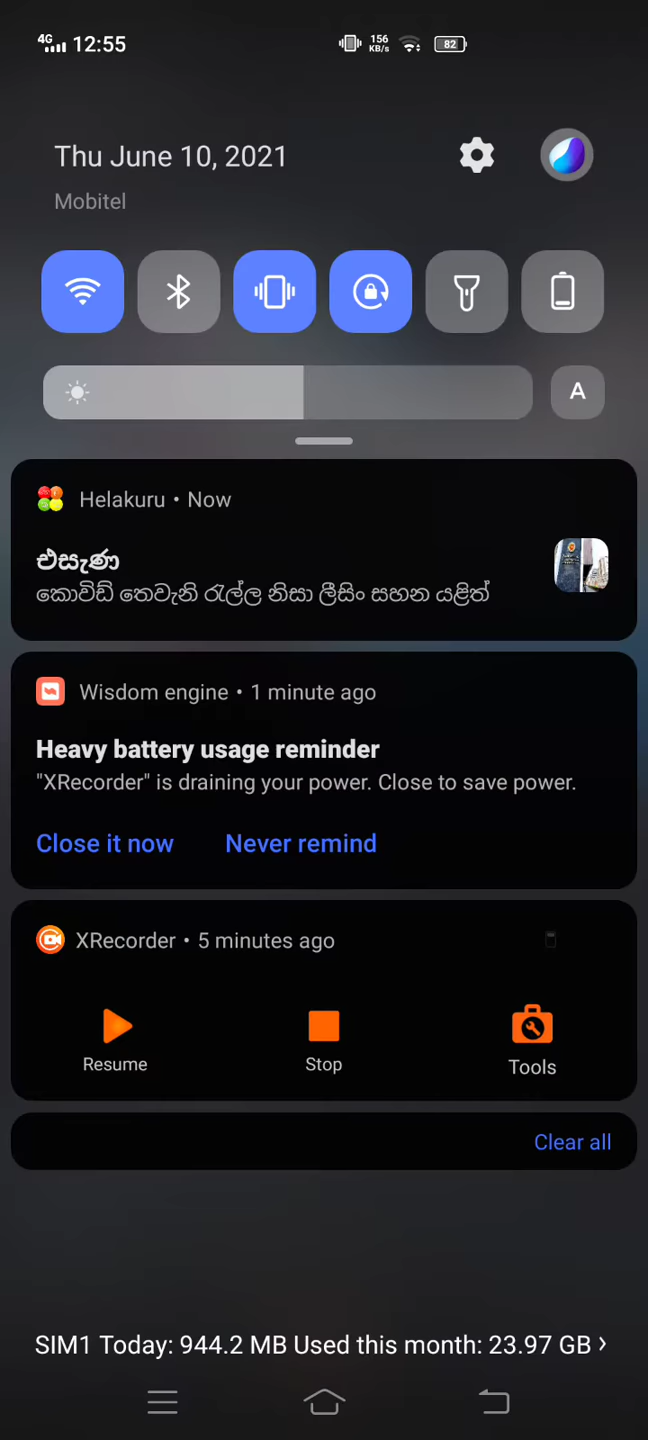 4G 12:55 156 KB/s 82
Thu June 10, 2021
Mobitel
A
Helakuru • Now
එසැණ
කොවිඩ් තෙවැනි රැල්ල නිසා ලීසිං සහන යළිත්
Wisdom engine • 1 minute ago
Heavy battery usage reminder
"XRecorder" is draining your power. Close to save power.
Close it now Never remind
XRecorder • 5 minutes ago
Resume Stop Tools
Clear all
SIM1 Today: 944.2 MB Used this month: 23.97 GB ›